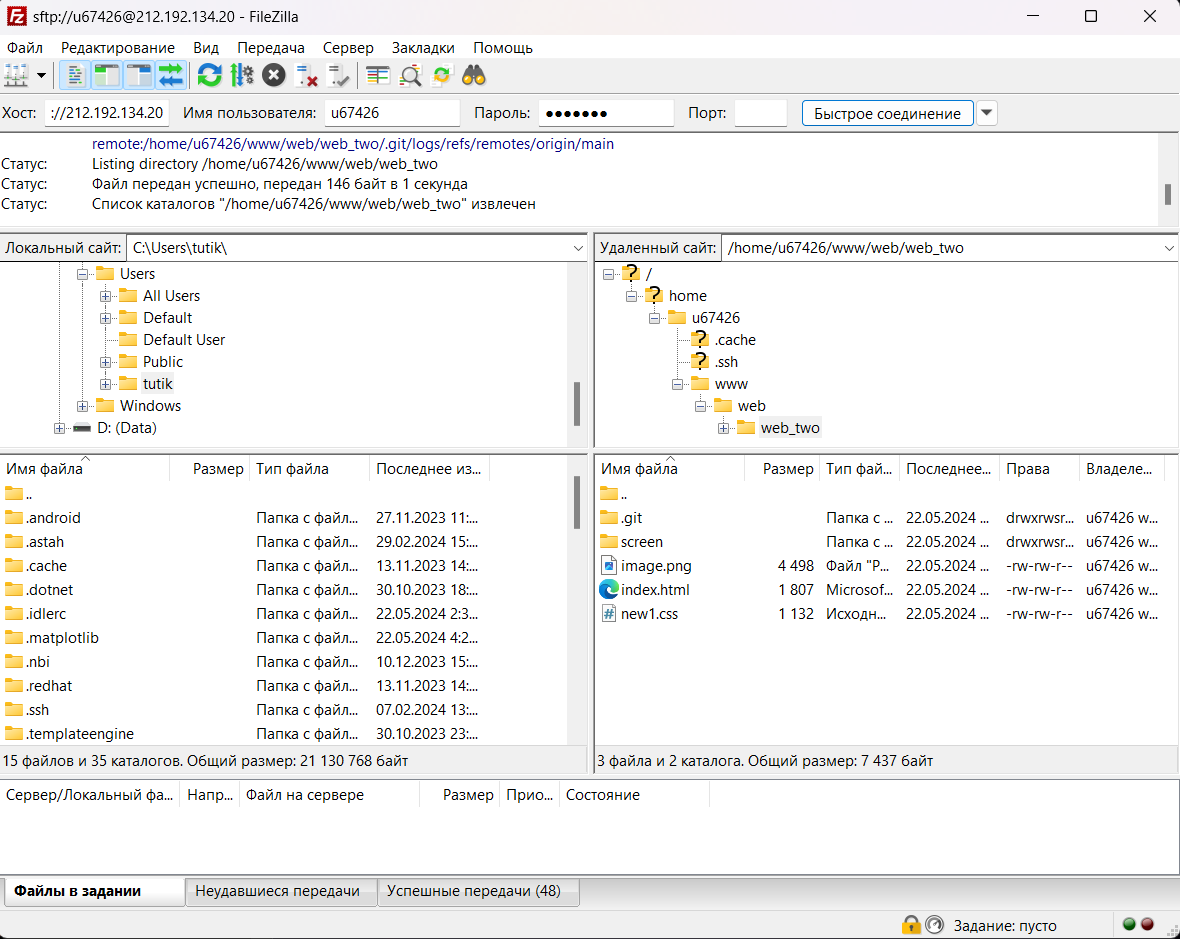 sftp://u67426@212.192.134.20 - FileZilla
Файл Редактирование Вид Передача Сервер Закладки Помощь
Хост: ://212.192.134.20 Имя пользователя: u67426 Пароль: ●●●●●●● Порт: Быстрое соединение
remote:/home/u67426/www/web/web_two/.git/logs/refs/remotes/origin/main
Статус: Listing directory /home/u67426/www/web/web_two
Статус: Файл передан успешно, передан 146 байт в 1 секунда
Статус: Список каталогов "/home/u67426/www/web/web_two" извлечен
Локальный сайт: C:\Users\tutik\
Users
All Users
Default
Default User
Public
tutik
Windows
D: (Data)
Удаленный сайт: /home/u67426/www/web/web_two
/
home
u67426
.cache
.ssh
www
web
web_two
Имя файла Размер Тип файла Последнее из...
..
.android Папка с файл... 27.11.2023 11:...
.astah Папка с файл... 29.02.2024 15:...
.cache Папка с файл... 13.11.2023 14:...
.dotnet Папка с файл... 30.10.2023 18:...
.idlerc Папка с файл... 22.05.2024 2:3...
.matplotlib Папка с файл... 22.05.2024 4:2...
.nbi Папка с файл... 10.12.2023 15:...
.redhat Папка с файл... 13.11.2023 14:...
.ssh Папка с файл... 07.02.2024 13:...
.templateengine Папка с файл... 30.10.2023 23:...
15 файлов и 35 каталогов. Общий размер: 21 130 768 байт
Имя файла Размер Тип фай... Последнее... Права Владеле...
..
.git Папка с ... 22.05.2024 ... drwxrwsr... u67426 w...
screen Папка с ... 22.05.2024 ... drwxrwsr... u67426 w...
image.png 4 498 Файл "P... 22.05.2024 ... -rw-rw-r-- u67426 w...
index.html 1 807 Microsof... 22.05.2024 ... -rw-rw-r-- u67426 w...
new1.css 1 132 Исходн... 22.05.2024 ... -rw-rw-r-- u67426 w...
3 файла и 2 каталога. Общий размер: 7 437 байт
Сервер/Локальный фа... Напр... Файл на сервере Размер Прио... Состояние
Файлы в задании Неудавшиеся передачи Успешные передачи (48)
Задание: пусто